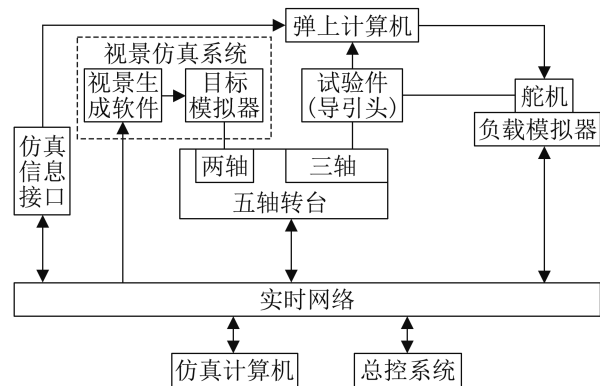 弹上计算机
视景仿真系统
视景生
成软件
目标
模拟器
试验件
(导引头)
舵机
负载模拟器
仿真
信息
接口
两轴
三轴
五轴转台
实时网络
仿真计算机
总控系统